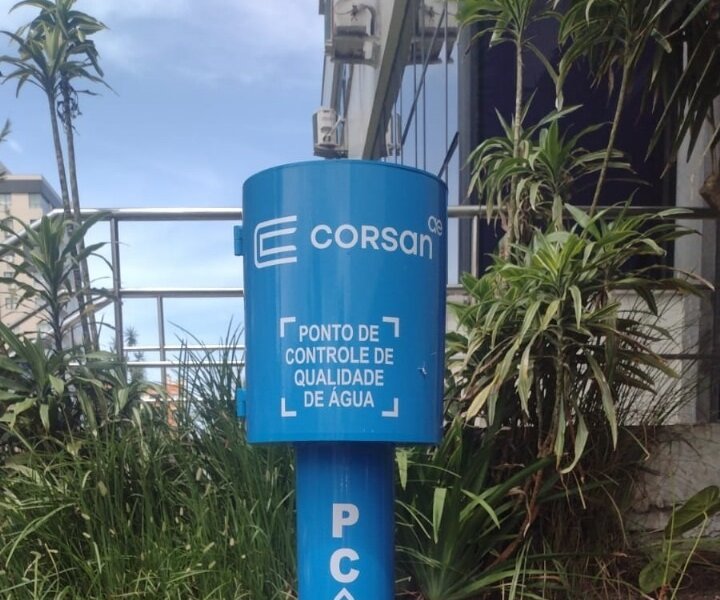 CORSAN ae
PONTO DE
CONTROLE DE
QUALIDADE
DE ÁGUA
P
C